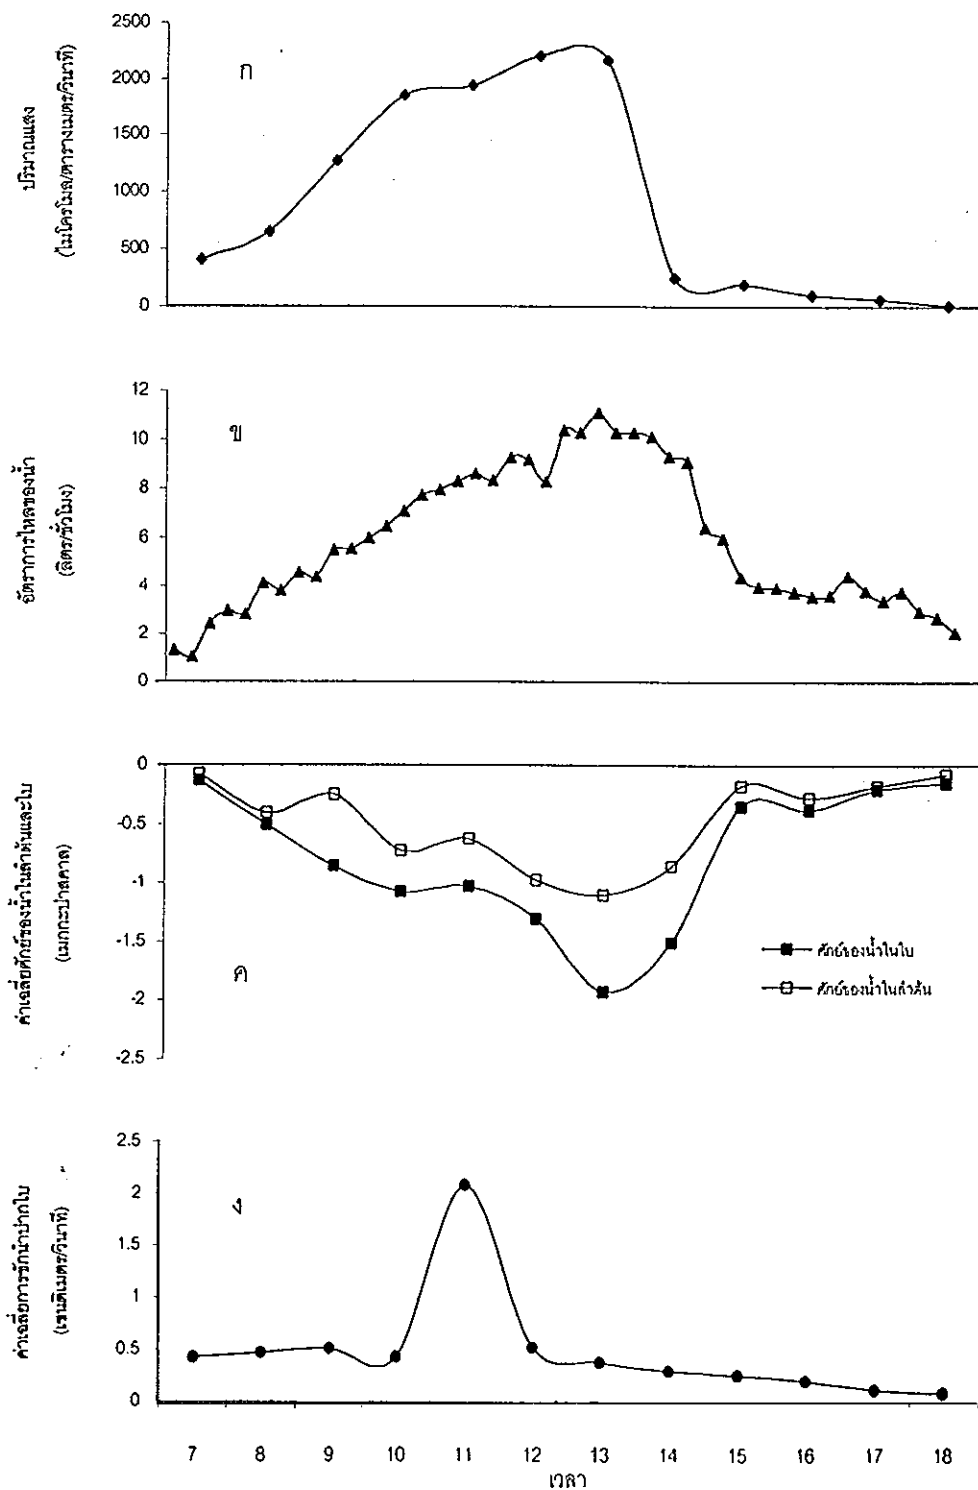 ปริมาณแสง
(ไมโครโมล/ตารางเมตร/วินาที)
2500
2000
1500
1000
500
0
ก
อัตราการไหลของน้ำ
(ลิตร/ชั่วโมง)
12
10
8
6
4
2
0
ข
ค่าเฉลี่ยศักย์ของน้ำในลำต้นและใบ
(เมกกะปาสคาล)
0
-0.5
-1
-1.5
-2
-2.5
ค
ศักย์ของน้ำในใบ
ศักย์ของน้ำในลำต้น
ค่าเฉลี่ยการชักนำปากใบ
(เซนติเมตร/วินาที)
2.5
2
1.5
1
0.5
0
ง
7 8 9 10 11 12 13 14 15 16 17 18
เวลา